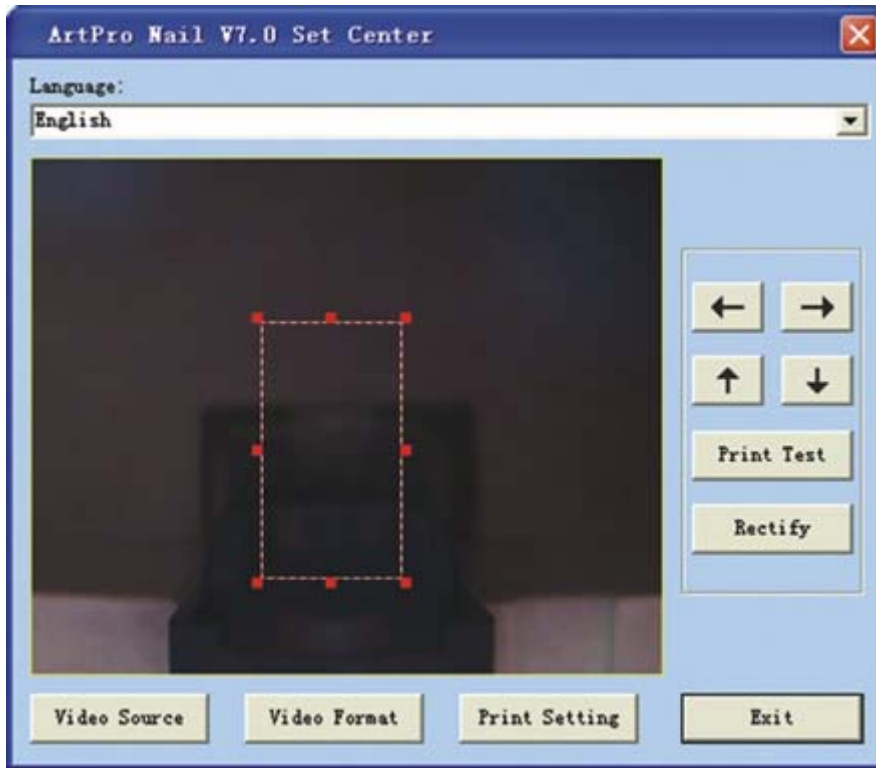 ArtPro Nail V7.0 Set Center
Language:
English
Print Test
Rectify
Video Source
Video Format
Print Setting
Exit